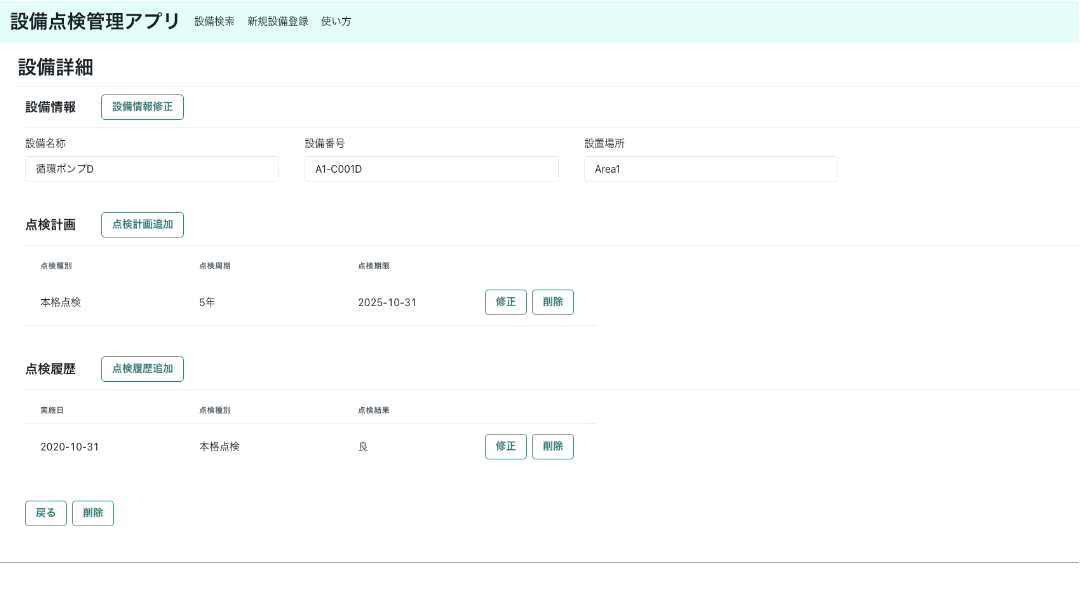 設備点検管理アプリ 設備検索 新規設備登録 使い方
設備詳細
設備情報 設備情報修正
設備名称 設備番号 設置場所
循環ポンプD A1-C001D Area1
点検計画 点検計画追加
点検種別 点検周期 点検期限
本格点検 5年 2025-10-31 修正 削除
点検履歴 点検履歴追加
実施日 点検種別 点検結果
2020-10-31 本格点検 良 修正 削除
戻る 削除